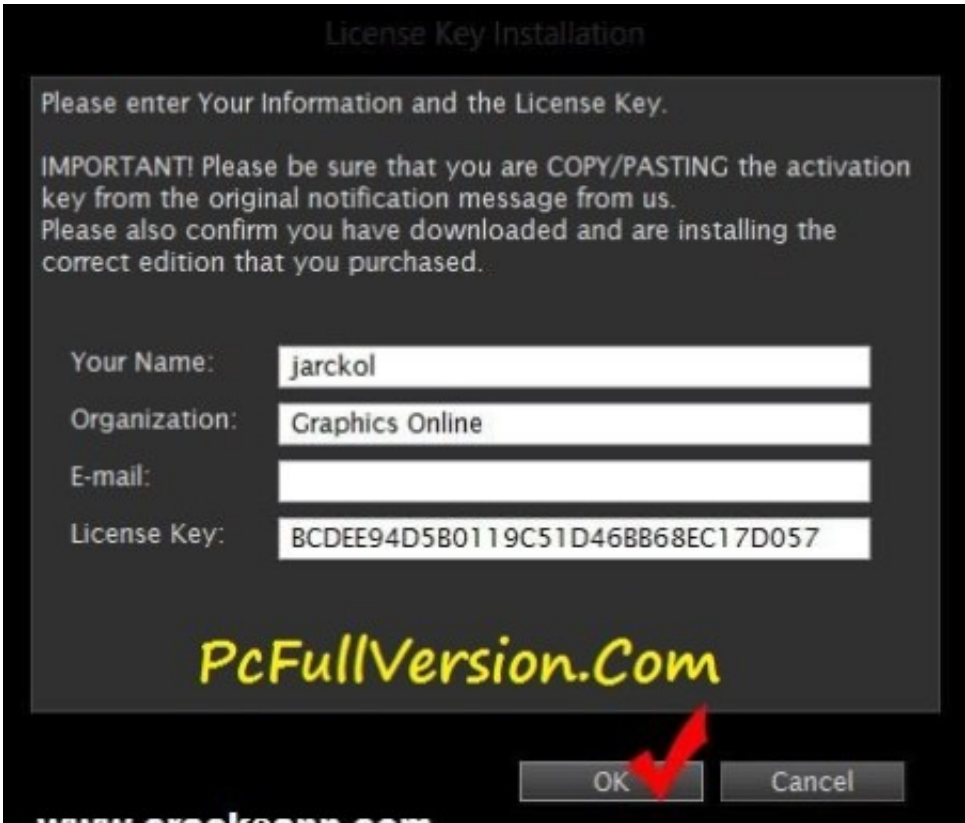 License Key Installation
Please enter Your Information and the License Key.
IMPORTANT! Please be sure that you are COPY/PASTING the activation
key from the original notification message from us.
Please also confirm you have downloaded and are installing the
correct edition that you purchased.
Your Name: jarckol
Organization: Graphics Online
E-mail:
License Key: BCDEE94D5B0119C51D46BB68EC17D057
PcFullVersion.Com
OK Cancel